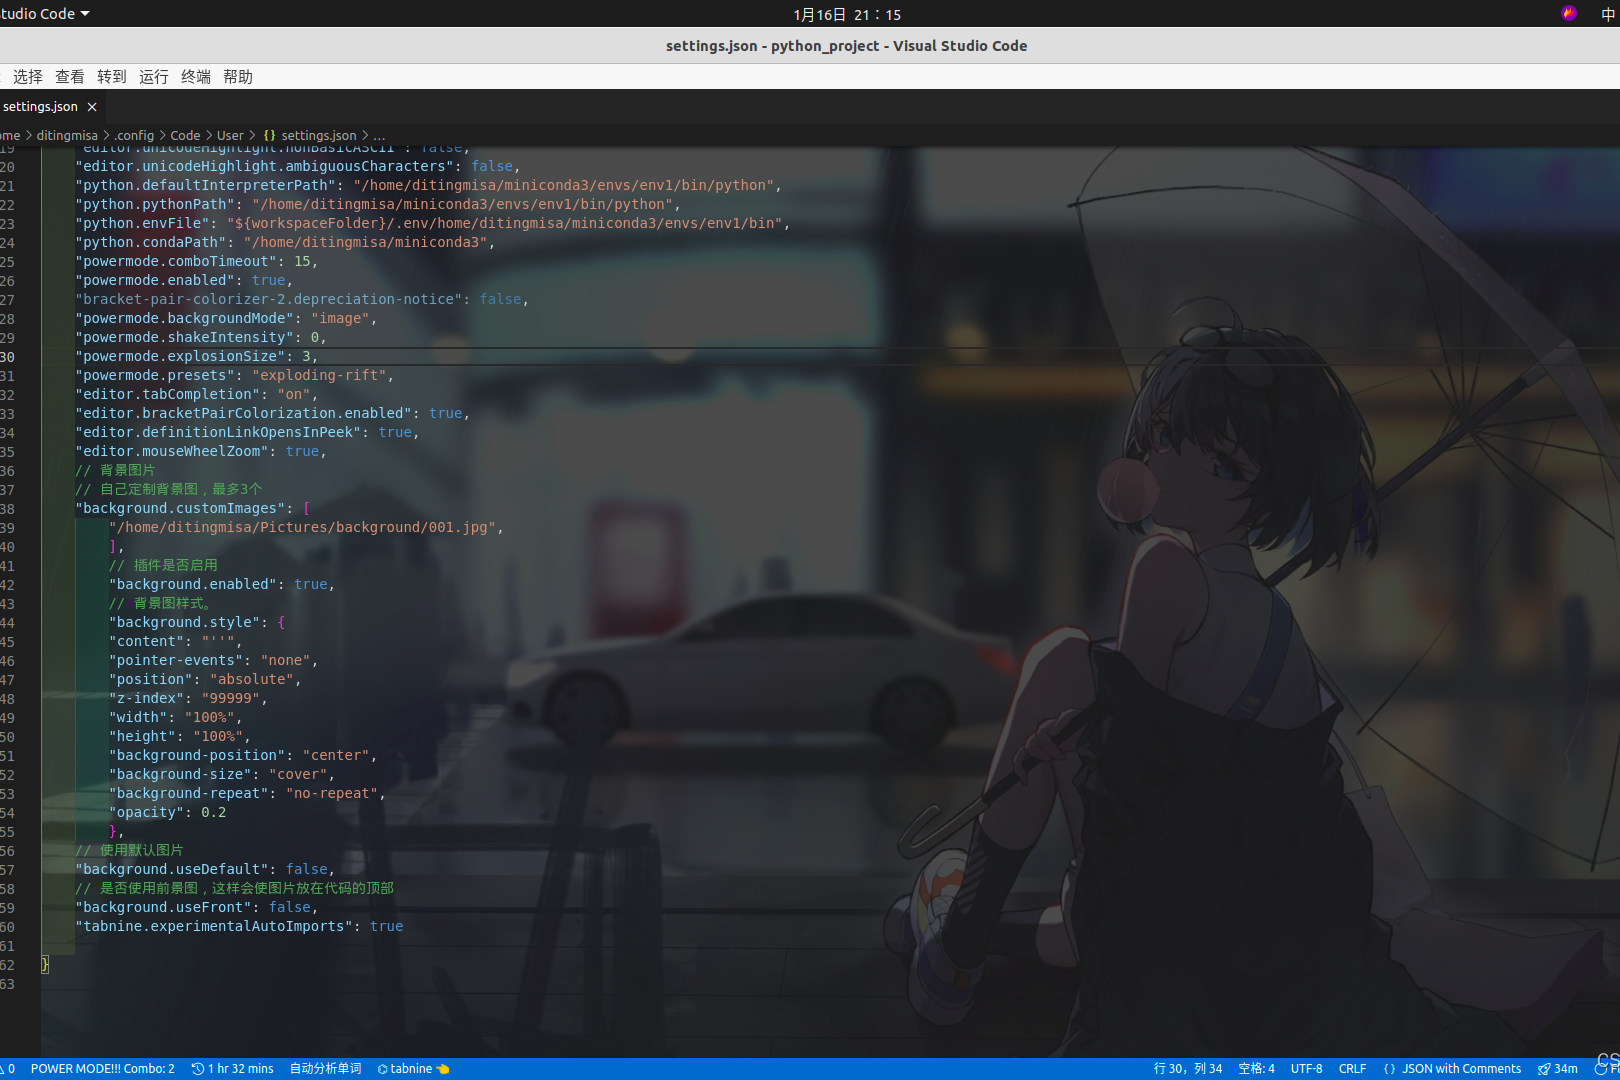 tudio Code
1月16日 21:15
中
settings.json - python_project - Visual Studio Code
选择 查看 转到 运行 终端 帮助
settings.json ×
ome > ditingmisa > .config > Code > User > {} settings.json > ...
19 "editor.unicodeHighlight.nonBasicASCII": false,
20 "editor.unicodeHighlight.ambiguousCharacters": false,
21 "python.defaultInterpreterPath": "/home/ditingmisa/miniconda3/envs/env1/bin/python",
22 "python.pythonPath": "/home/ditingmisa/miniconda3/envs/env1/bin/python",
23 "python.envFile": "${workspaceFolder}/.env/home/ditingmisa/miniconda3/envs/env1/bin",
24 "python.condaPath": "/home/ditingmisa/miniconda3",
25 "powermode.comboTimeout": 15,
26 "powermode.enabled": true,
27 "bracket-pair-colorizer-2.depreciation-notice": false,
28 "powermode.backgroundMode": "image",
29 "powermode.shakeIntensity": 0,
30 "powermode.explosionSize": 3,
31 "powermode.presets": "exploding-rift",
32 "editor.tabCompletion": "on",
33 "editor.bracketPairColorization.enabled": true,
34 "editor.definitionLinkOpensInPeek": true,
35 "editor.mouseWheelZoom": true,
36 // 背景图片
37 // 自己定制背景图，最多3个
38 "background.customImages": [
39 "/home/ditingmisa/Pictures/background/001.jpg",
40 ],
41 // 插件是否启用
42 "background.enabled": true,
43 // 背景图样式。
44 "background.style": {
45 "content": "''",
46 "pointer-events": "none",
47 "position": "absolute",
48 "z-index": "99999",
49 "width": "100%",
50 "height": "100%",
51 "background-position": "center",
52 "background-size": "cover",
53 "background-repeat": "no-repeat",
54 "opacity": 0.2
55 },
56 // 使用默认图片
57 "background.useDefault": false,
58 // 是否使用前景图，这样会使图片放在代码的顶部
59 "background.useFront": false,
60 "tabnine.experimentalAutoImports": true
61
62 }
63
0 POWER MODE!!! Combo: 2 1 hr 32 mins 自动分析单词 tabnine 行 30，列 34 空格: 4 UTF-8 CRLF {} JSON with Comments 34m
CS